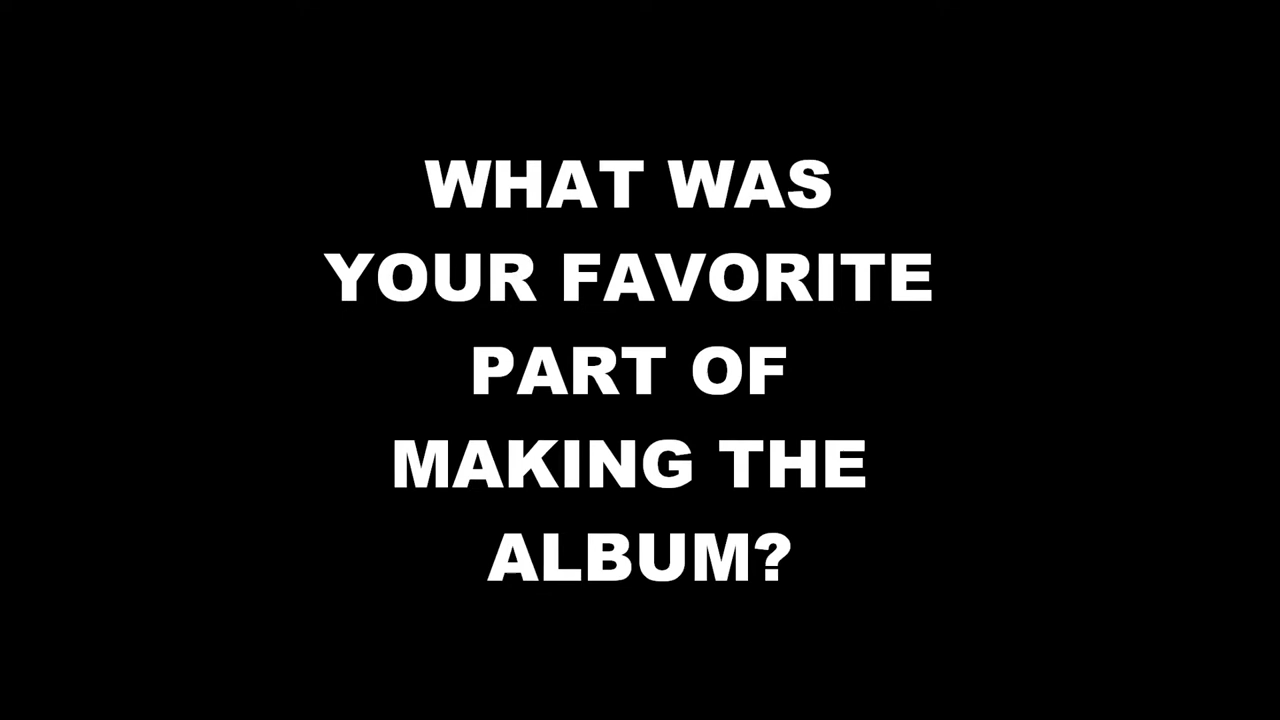 WHAT WAS
YOUR FAVORITE
PART OF
MAKING THE
ALBUM?